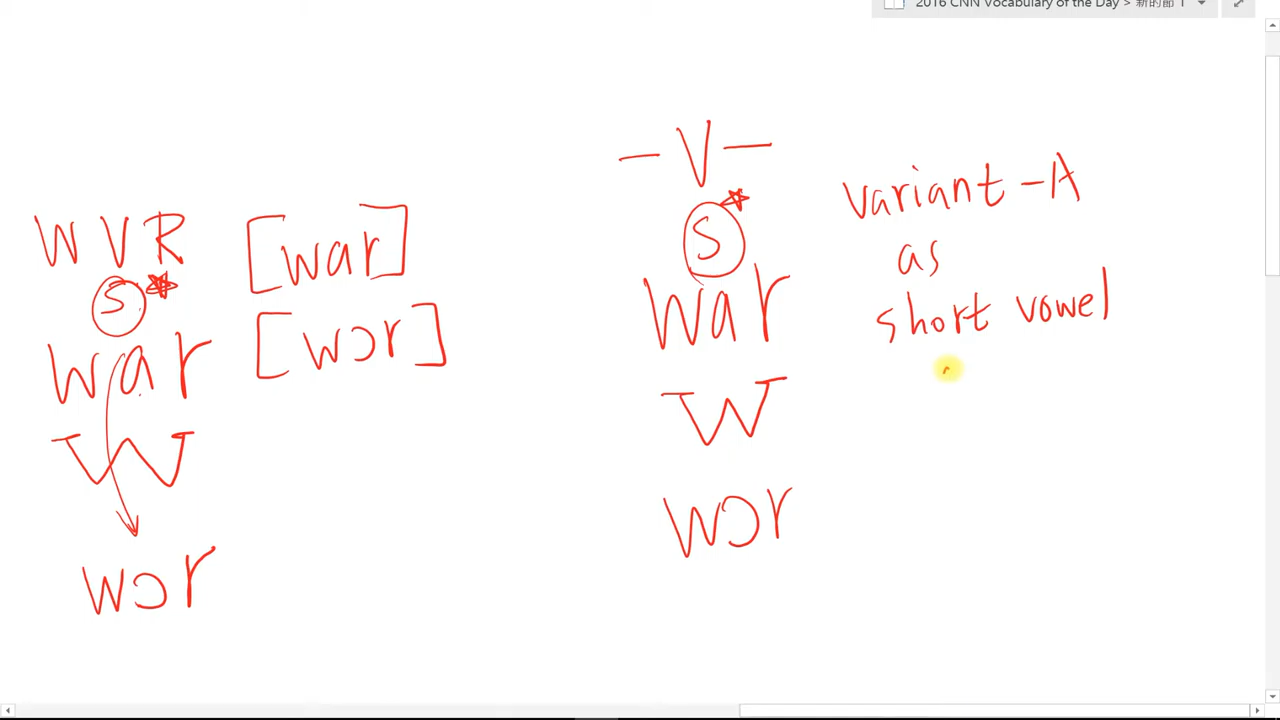 2016 CNN Vocabulary of the Day > 新的節 1
W V R [war]
S
war [wɔr]
W
wɔr
– V –
S
war
W
wɔr
variant -A
as
short vowel